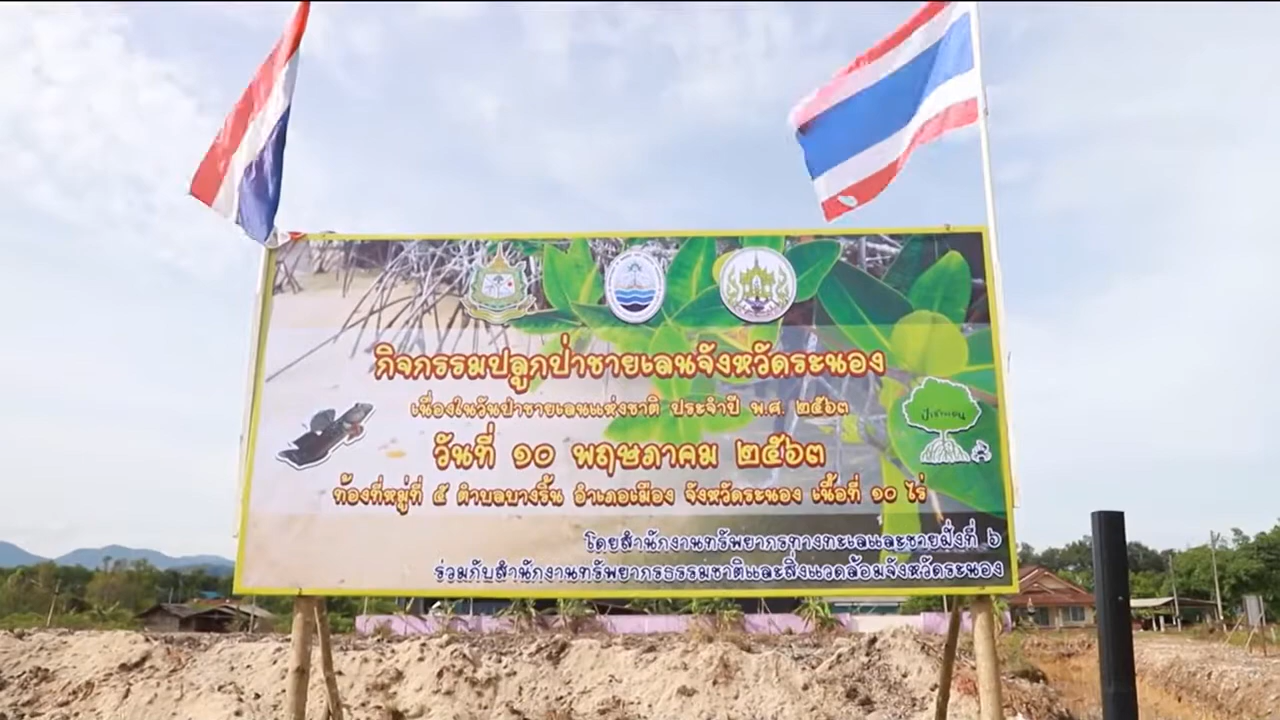 กิจกรรมปลูกป่าชายเลนจังหวัดระนอง
เนื่องในวันป่าชายเลนแห่งชาติ ประจำปี พ.ศ. ๒๕๖๓
วันที่ ๑๐ พฤษภาคม ๒๕๖๓
ท้องที่หมู่ที่ ๕ ตำบลบางริ้น อำเภอเมือง จังหวัดระนอง เนื้อที่ ๑๐ ไร่
ป่าชายเลน
โดยสำนักงานทรัพยากรทางทะเลและชายฝั่งที่ ๖
ร่วมกับสำนักงานทรัพยากรธรรมชาติและสิ่งแวดล้อมจังหวัดระนอง